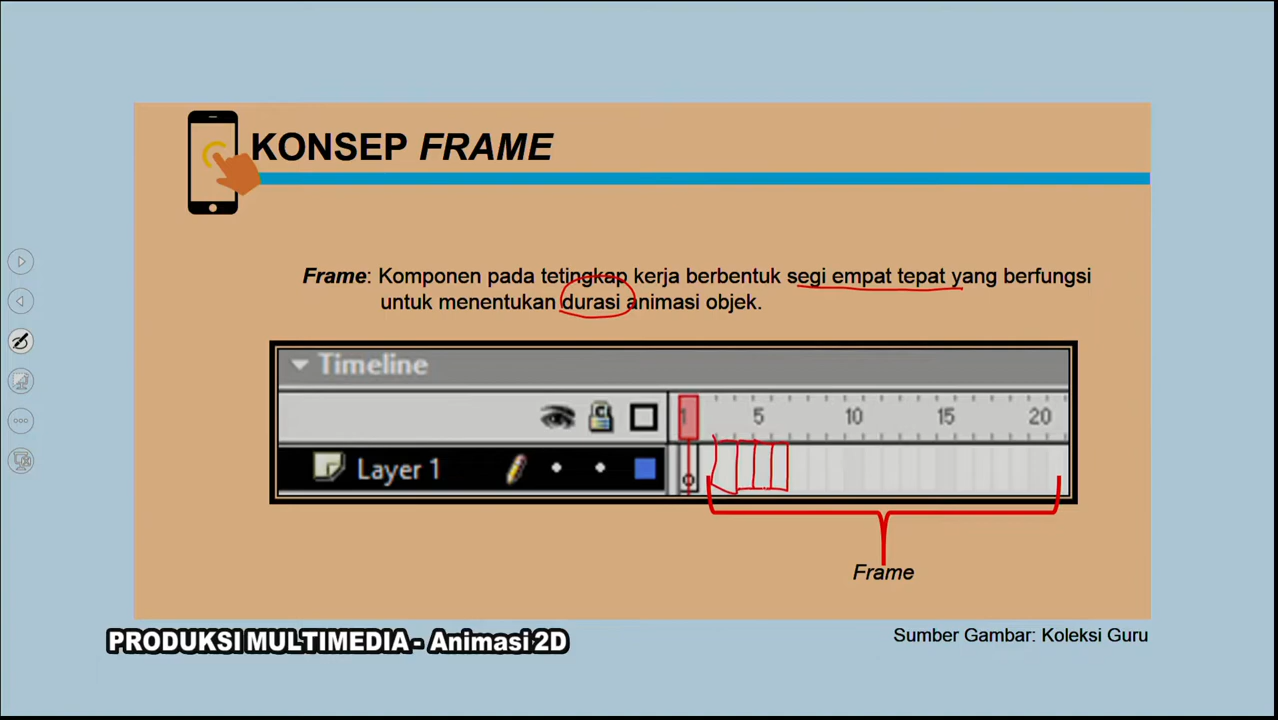 KONSEP FRAME
Frame: Komponen pada tetingkap kerja berbentuk segi empat tepat yang berfungsi
untuk menentukan durasi animasi objek.
Timeline
1 5 10 15 20
Layer 1
Frame
PRODUKSI MULTIMEDIA - Animasi 2D
Sumber Gambar: Koleksi Guru